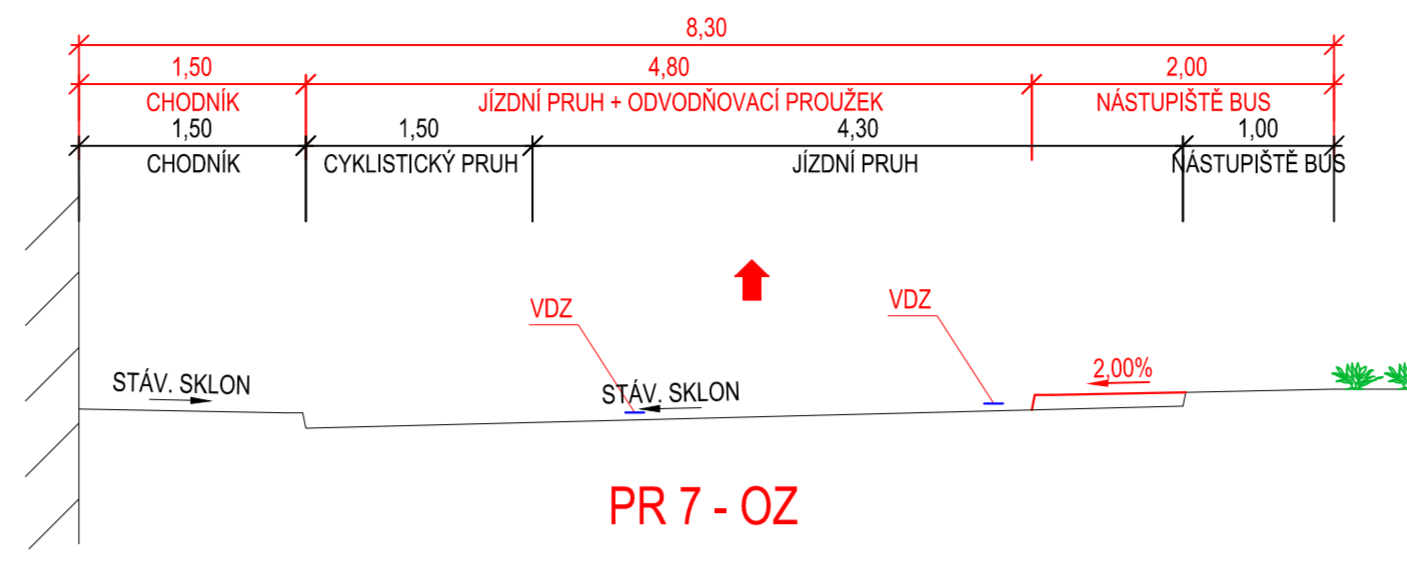 8,30
1,50 4,80 2,00
CHODNÍK JÍZDNÍ PRUH + ODVODŇOVACÍ PROUŽEK NÁSTUPIŠTĚ BUS
1,50 1,50 4,30 1,00
CHODNÍK CYKLISTICKÝ PRUH JÍZDNÍ PRUH NÁSTUPIŠTĚ BUS
VDZ VDZ
STÁV. SKLON STÁV. SKLON 2,00%
PR 7 - OZ